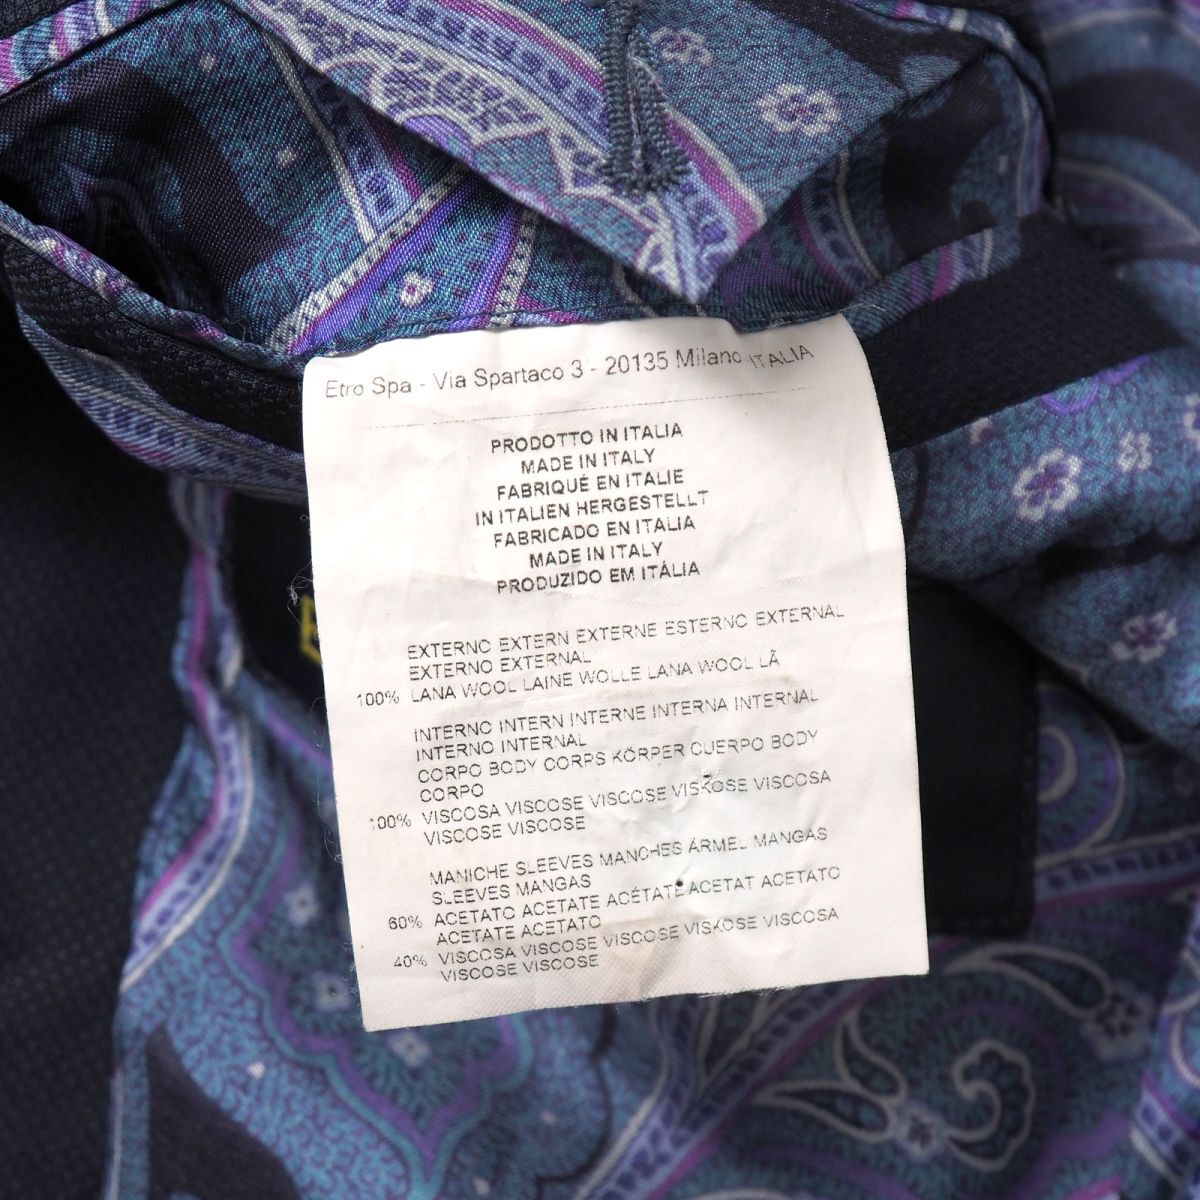 Etro Spa - Via Spartaco 3 - 20135 Milano ITALIA
PRODOTTO IN ITALIA
MADE IN ITALY
FABRIQUÉ EN ITALIE
IN ITALIEN HERGESTELLT
FABRICADO EN ITALIA
MADE IN ITALY
PRODUZIDO EM ITÁLIA
EXTERNO EXTERN EXTERNE ESTERNO EXTERNAL
EXTERNO EXTERNAL
100% LANA WOOL LAINE WOLLE LANA WOOL LÃ
INTERNO INTERN INTERNE INTERNA INTERNAL
INTERNO INTERNAL
CORPO BODY CORPS KÖRPER CUERPO BODY
CORPO
100% VISCOSA VISCOSE VISCOSE VISKOSE VISCOSA
VISCOSE VISCOSE
MANICHE SLEEVES MANCHES ÄRMEL MANGAS
SLEEVES MANGAS
60% ACETATO ACETATE ACÉTATE ACETAT ACETATO
ACETATE ACETATO
40% VISCOSA VISCOSE VISCOSE VISKOSE VISCOSA
VISCOSE VISCOSE